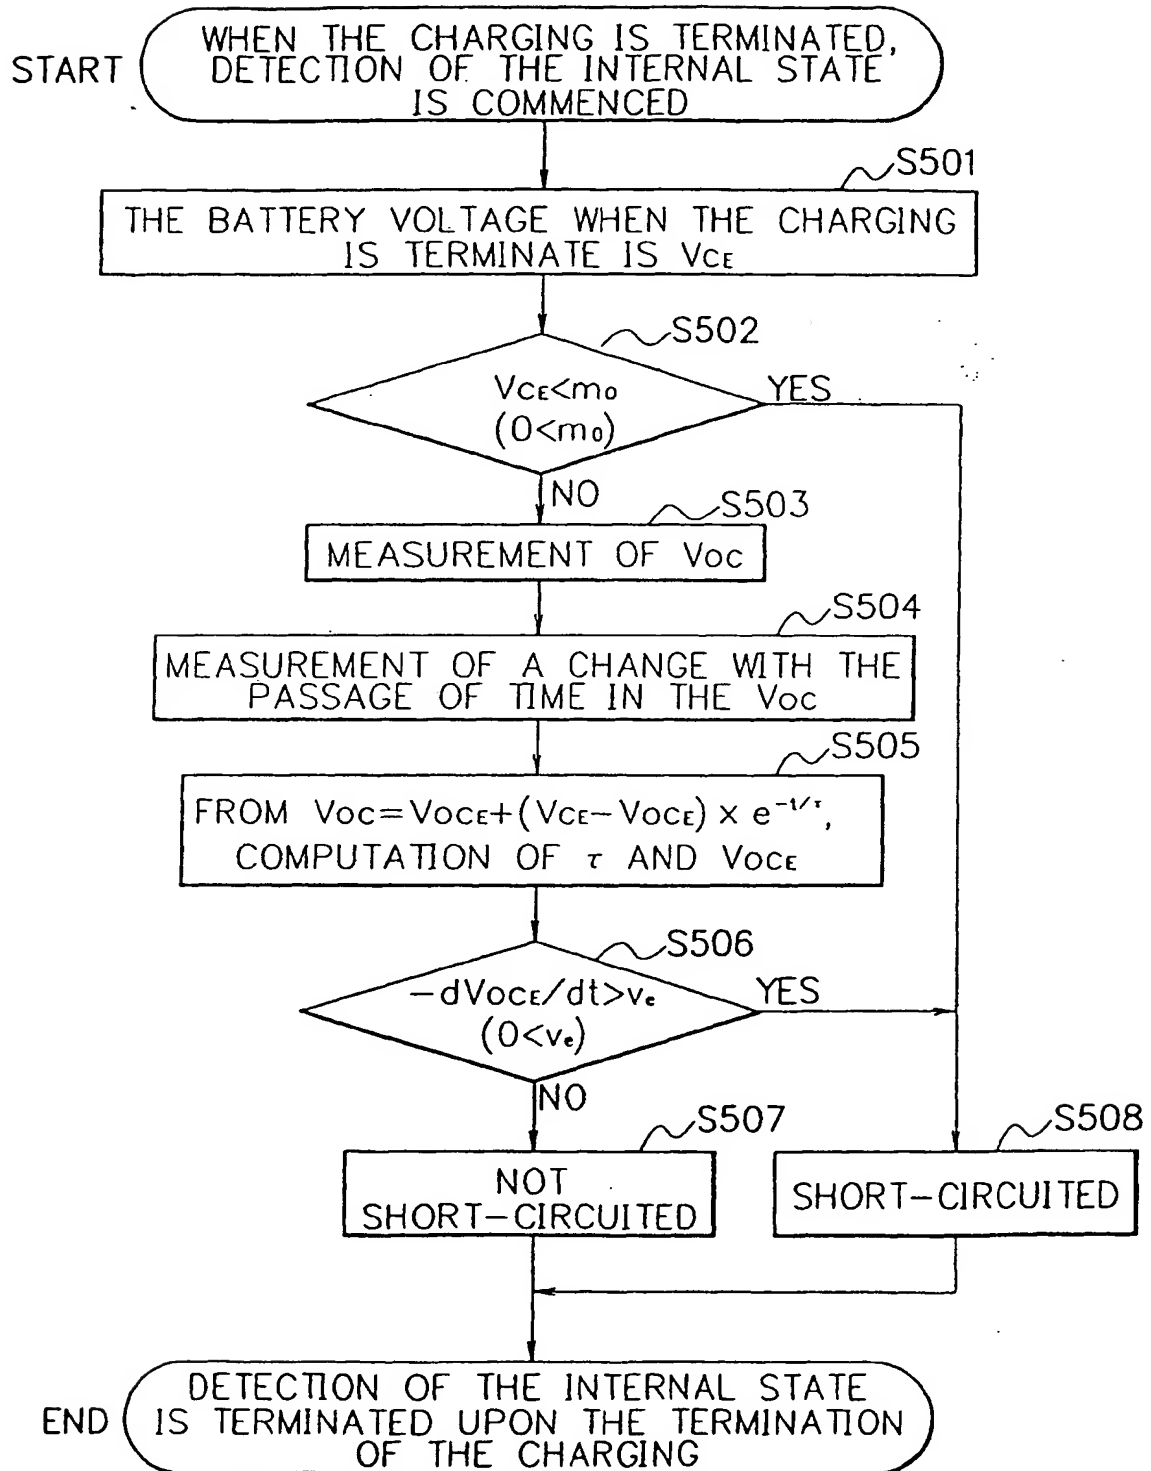 START
WHEN THE CHARGING IS TERMINATED,
DETECTION OF THE INTERNAL STATE
IS COMMENCED
S501
THE BATTERY VOLTAGE WHEN THE CHARGING
IS TERMINATE IS VCE
S502
VCE<m0
(0<m0)
YES
NO
S503
MEASUREMENT OF VOC
S504
MEASUREMENT OF A CHANGE WITH THE
PASSAGE OF TIME IN THE VOC
S505
FROM VOC=VOCE+(VCE−VOCE)×e^−t/τ,
COMPUTATION OF τ AND VOCE
S506
−dVOCE/dt>ve
(0<ve)
YES
NO
S507
NOT
SHORT−CIRCUITED
S508
SHORT−CIRCUITED
END
DETECTION OF THE INTERNAL STATE
IS TERMINATED UPON THE TERMINATION
OF THE CHARGING